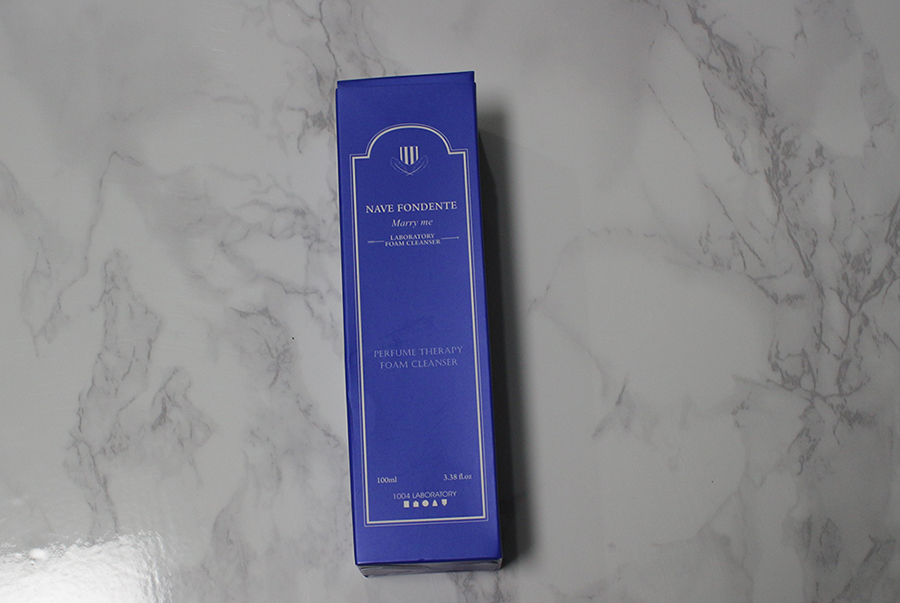 NAVE FONDENTE
Marry me
LABORATORY
FOAM CLEANSER
PERFUME THERAPY
FOAM CLEANSER
100ml 3.38 fl.oz
1004 LABORATORY